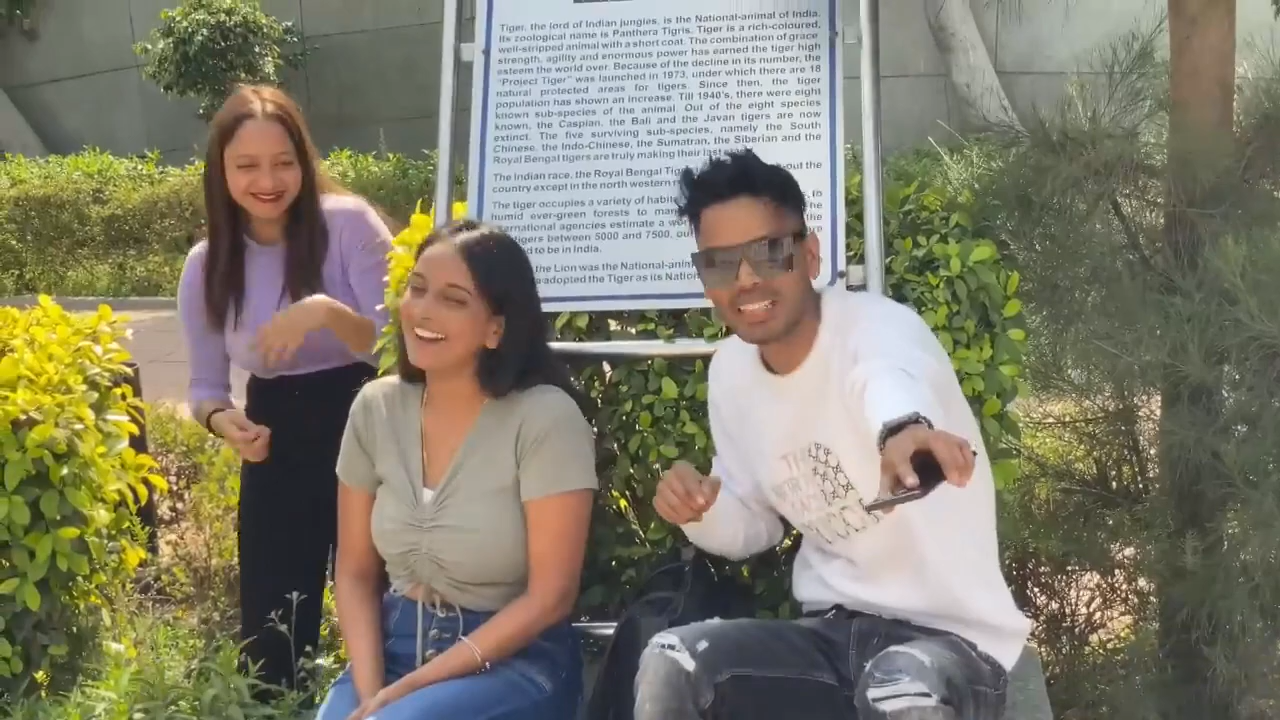 Tiger, the lord of Indian jungles, is the National-animal of India.
Its zoological name is Panthera Tigris. Tiger is a rich-coloured,
well-stripped animal with a short coat. The combination of grace
strength, agility and enormous power has earned the tiger high
esteem the world over. Because of the decline in its number, the
"Project Tiger" was launched in 1973, under which there are 18
natural protected areas for tigers. Since then, the tiger
population has shown an increase. Till 1940's, there were eight
known sub-species of the animal. Out of the eight species
known, the Caspian, the Bali and the Javan tigers are now
extinct. The five surviving sub-species, namely the South
Chinese, the Indo-Chinese, the Sumatran, the Siberian and the
Royal Bengal tigers are truly making their last
The Indian race, the Royal Bengal out the
country except in the north western
The tiger occupies a variety of to
humid ever-green forests to
agencies estimate a
tigers between 5000 and 7500,
to be in India.
the Lion was the National-
adopted the Tiger as its
TH